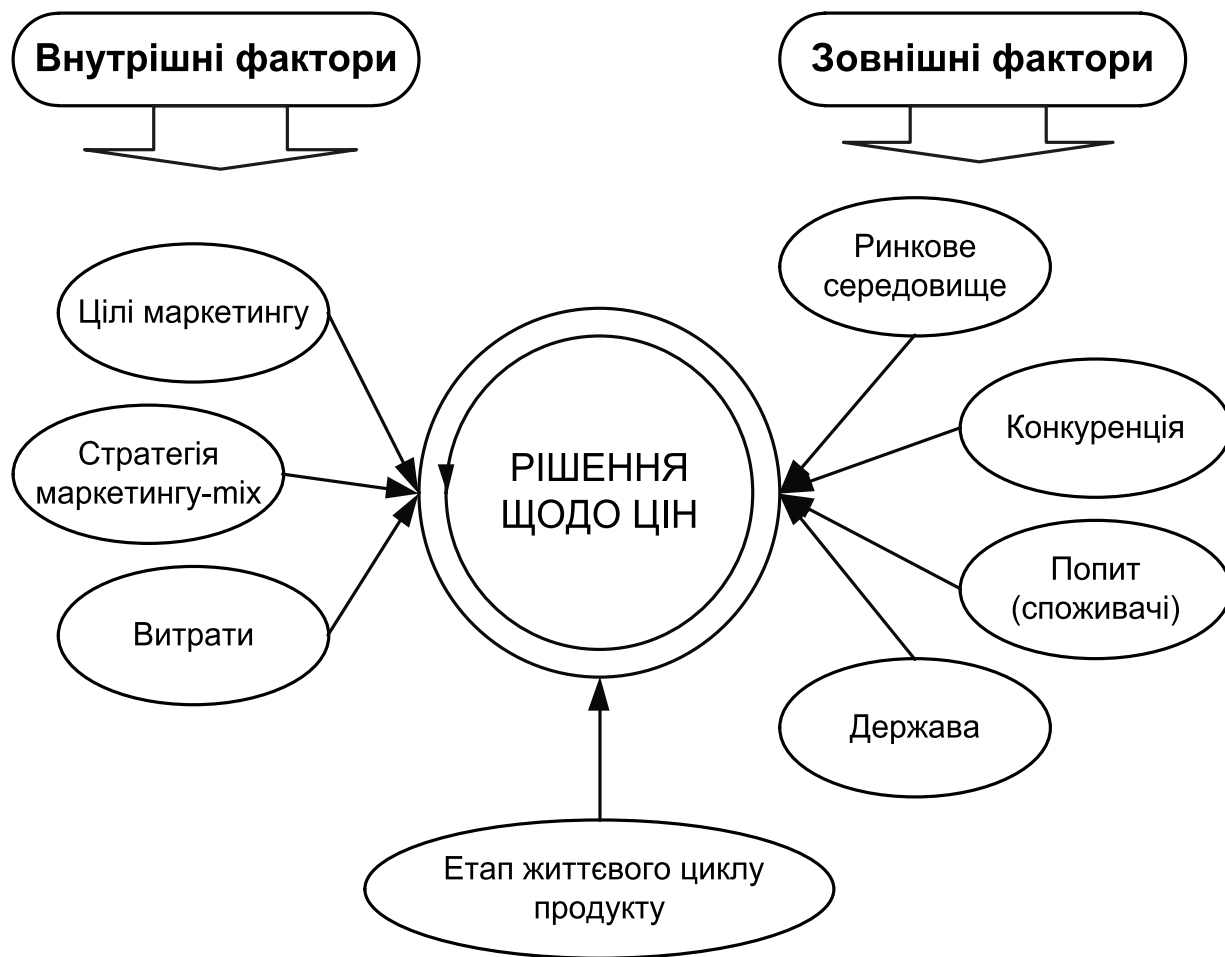 Внутрішні фактори
Зовнішні фактори
Цілі маркетингу
Стратегія
маркетингу-mix
Витрати
РІШЕННЯ
ЩОДО ЦІН
Ринкове
середовище
Конкуренція
Попит
(споживачі)
Держава
Етап життєвого циклу
продукту